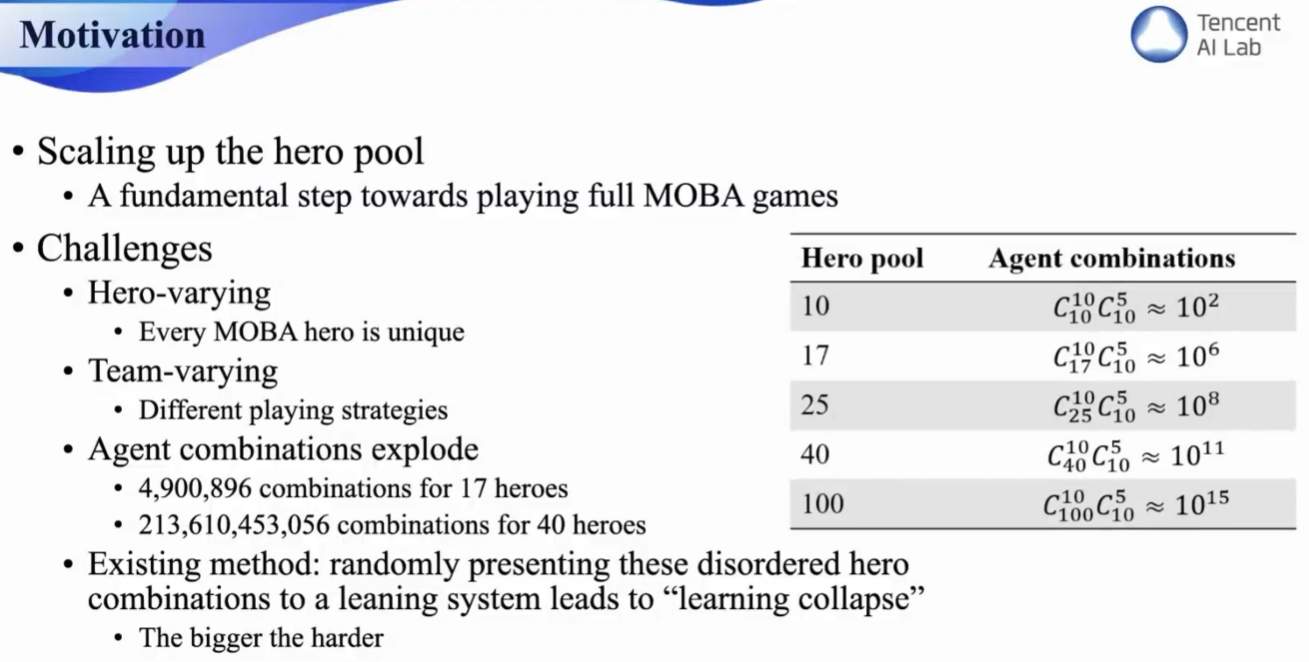 Motivation
Tencent
AI Lab
• Scaling up the hero pool
• A fundamental step towards playing full MOBA games
• Challenges
• Hero-varying
• Every MOBA hero is unique
• Team-varying
• Different playing strategies
• Agent combinations explode
• 4,900,896 combinations for 17 heroes
• 213,610,453,056 combinations for 40 heroes
• Existing method: randomly presenting these disordered hero
combinations to a leaning system leads to “learning collapse”
• The bigger the harder
Hero pool Agent combinations
10 $C_{10}^{10}C_{10}^{5} \approx 10^{2}$
17 $C_{17}^{10}C_{10}^{5} \approx 10^{6}$
25 $C_{25}^{10}C_{10}^{5} \approx 10^{8}$
40 $C_{40}^{10}C_{10}^{5} \approx 10^{11}$
100 $C_{100}^{10}C_{10}^{5} \approx 10^{15}$